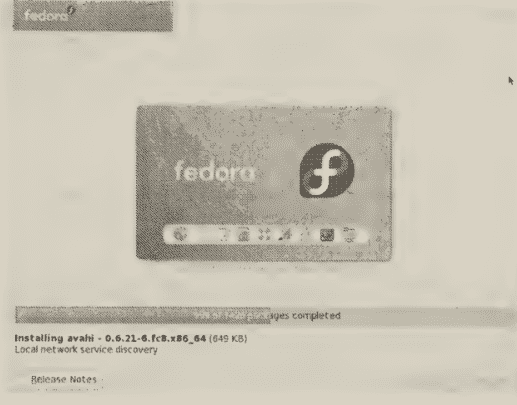 fedora
fedora
ages completed
Installing avahi - 0.6.21-6.fc8.x86_64 (649 KB)
Local network service discovery
Release Notes